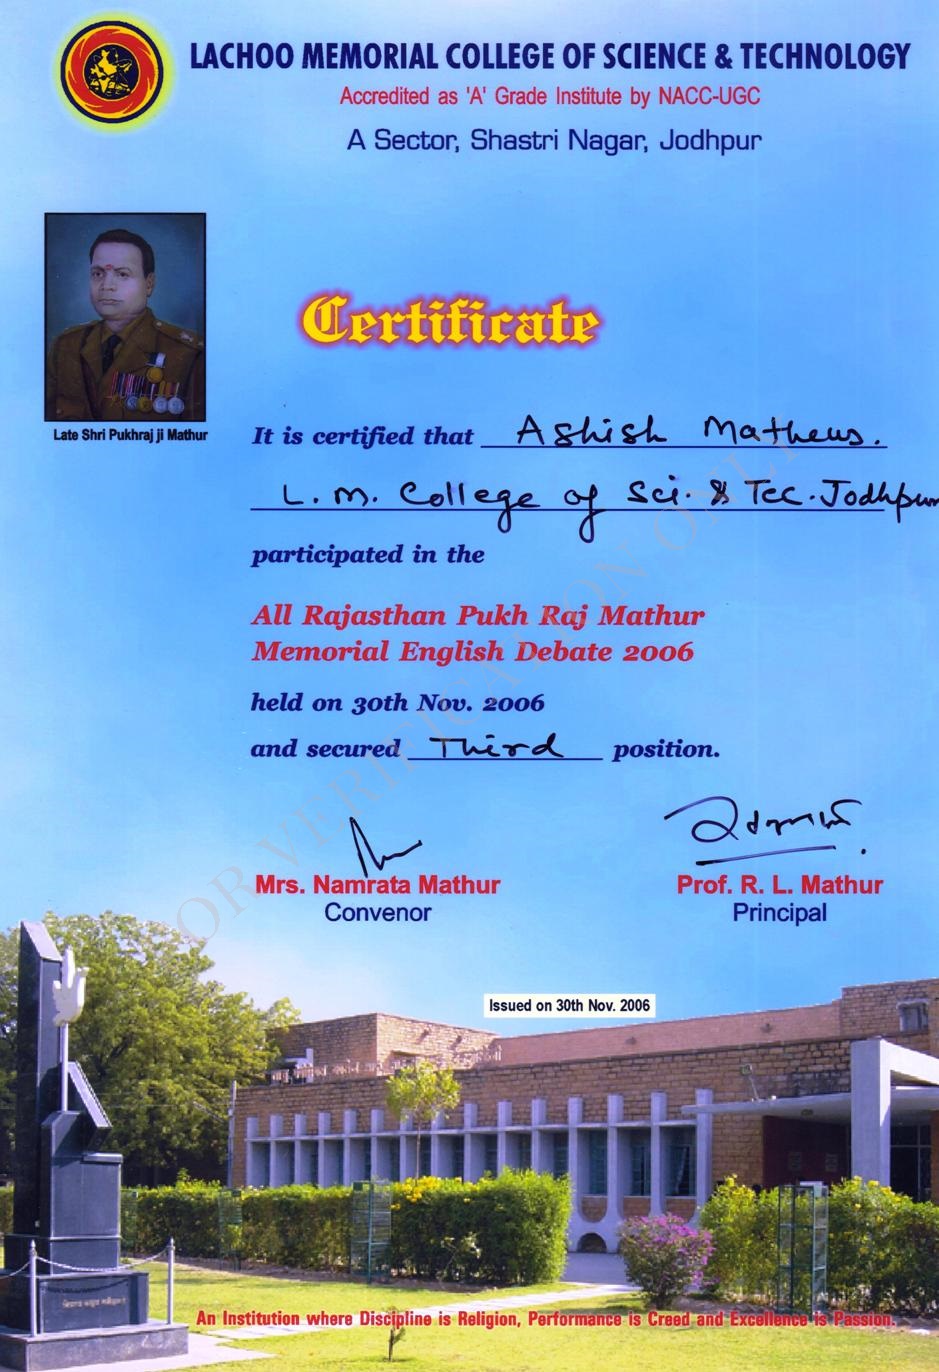 LACHOO MEMORIAL COLLEGE OF SCIENCE & TECHNOLOGY
Accredited as 'A' Grade Institute by NACC-UGC
A Sector, Shastri Nagar, Jodhpur
Late Shri Pukhraj ji Mathur
Certificate
It is certified that Ashish Mathews.
L. M. College of Sci. & Tec. Jodhpur
participated in the
All Rajasthan Pukh Raj Mathur
Memorial English Debate 2006
held on 30th Nov. 2006
and secured Third position.
FOR VERIFICATION ONLY
Mrs. Namrata Mathur
Convenor
Prof. R. L. Mathur
Principal
Issued on 30th Nov. 2006
An Institution where Discipline is Religion, Performance is Creed and Excellence is Passion.